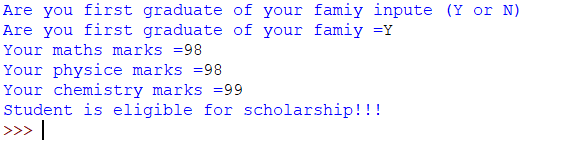 Are you first graduate of your famiy inpute (Y or N)
Are you first graduate of your famiy =Y
Your maths marks =98
Your physice marks =98
Your chemistry marks =99
Student is eligible for scholarship!!!
>>>